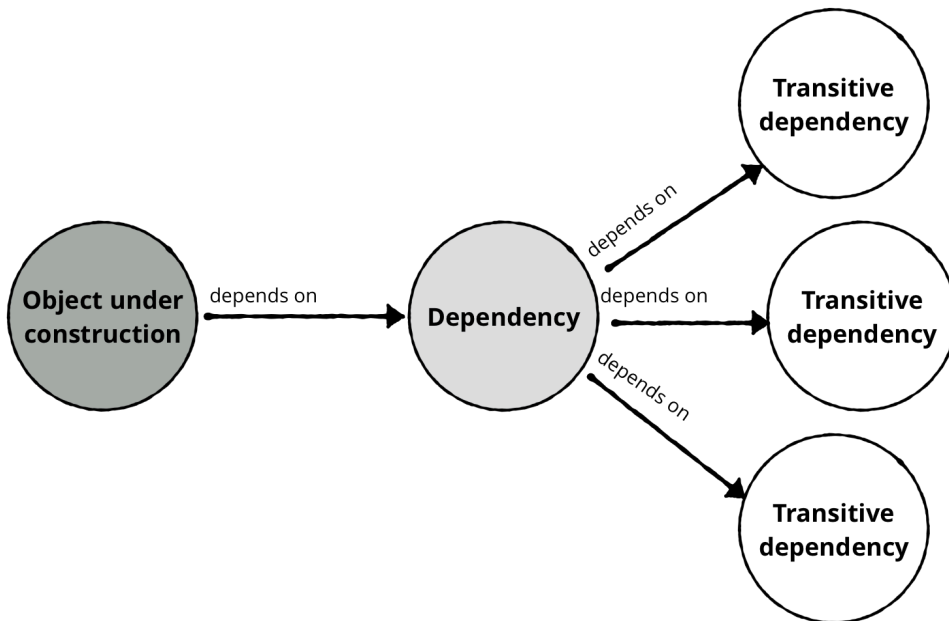 Object under
construction
depends on
Dependency
depends on
Transitive
dependency
depends on
Transitive
dependency
depends on
Transitive
dependency